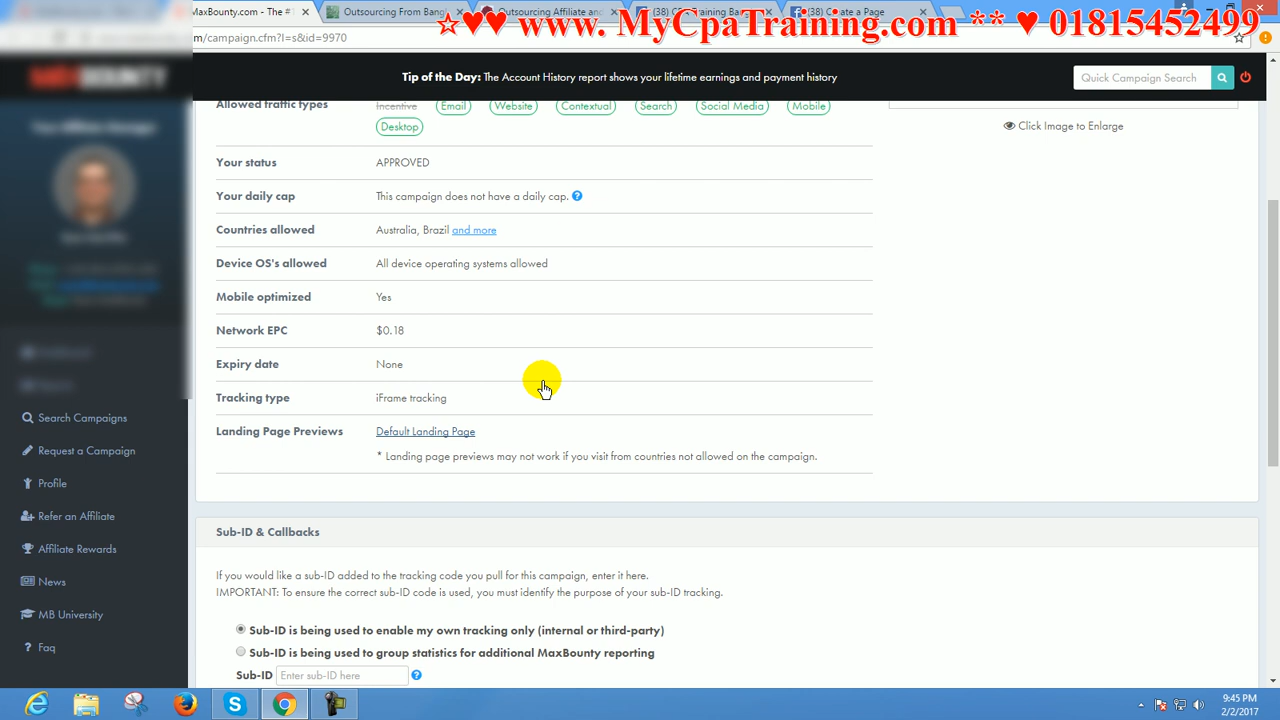 MaxBounty.com - The #1
Outsourcing From Bang
Outsourcing Affiliate and
(38) CPA Training Bang
(38) Create a Page
☆♥♥ www. MyCpaTraining.com ** ♥ 01815452499
m/campaign.cfm?l=s&id=9970
Tip of the Day: The Account History report shows your lifetime earnings and payment history
Quick Campaign Search
Allowed traffic types
Incentive Email Website Contextual Search Social Media Mobile
Desktop
Click Image to Enlarge
Your status APPROVED
Your daily cap This campaign does not have a daily cap. ?
Countries allowed Australia, Brazil and more
Device OS's allowed All device operating systems allowed
Mobile optimized Yes
Network EPC $0.18
Expiry date None
Tracking type iFrame tracking
Landing Page Previews Default Landing Page
* Landing page previews may not work if you visit from countries not allowed on the campaign.
Search Campaigns
Request a Campaign
Profile
Refer an Affiliate
Affiliate Rewards
News
MB University
? Faq
Sub-ID & Callbacks
If you would like a sub-ID added to the tracking code you pull for this campaign, enter it here.
IMPORTANT: To ensure the correct sub-ID code is used, you must identify the purpose of your sub-ID tracking.
Sub-ID is being used to enable my own tracking only (internal or third-party)
Sub-ID is being used to group statistics for additional MaxBounty reporting
Sub-ID Enter sub-ID here ?
9:45 PM
2/2/2017